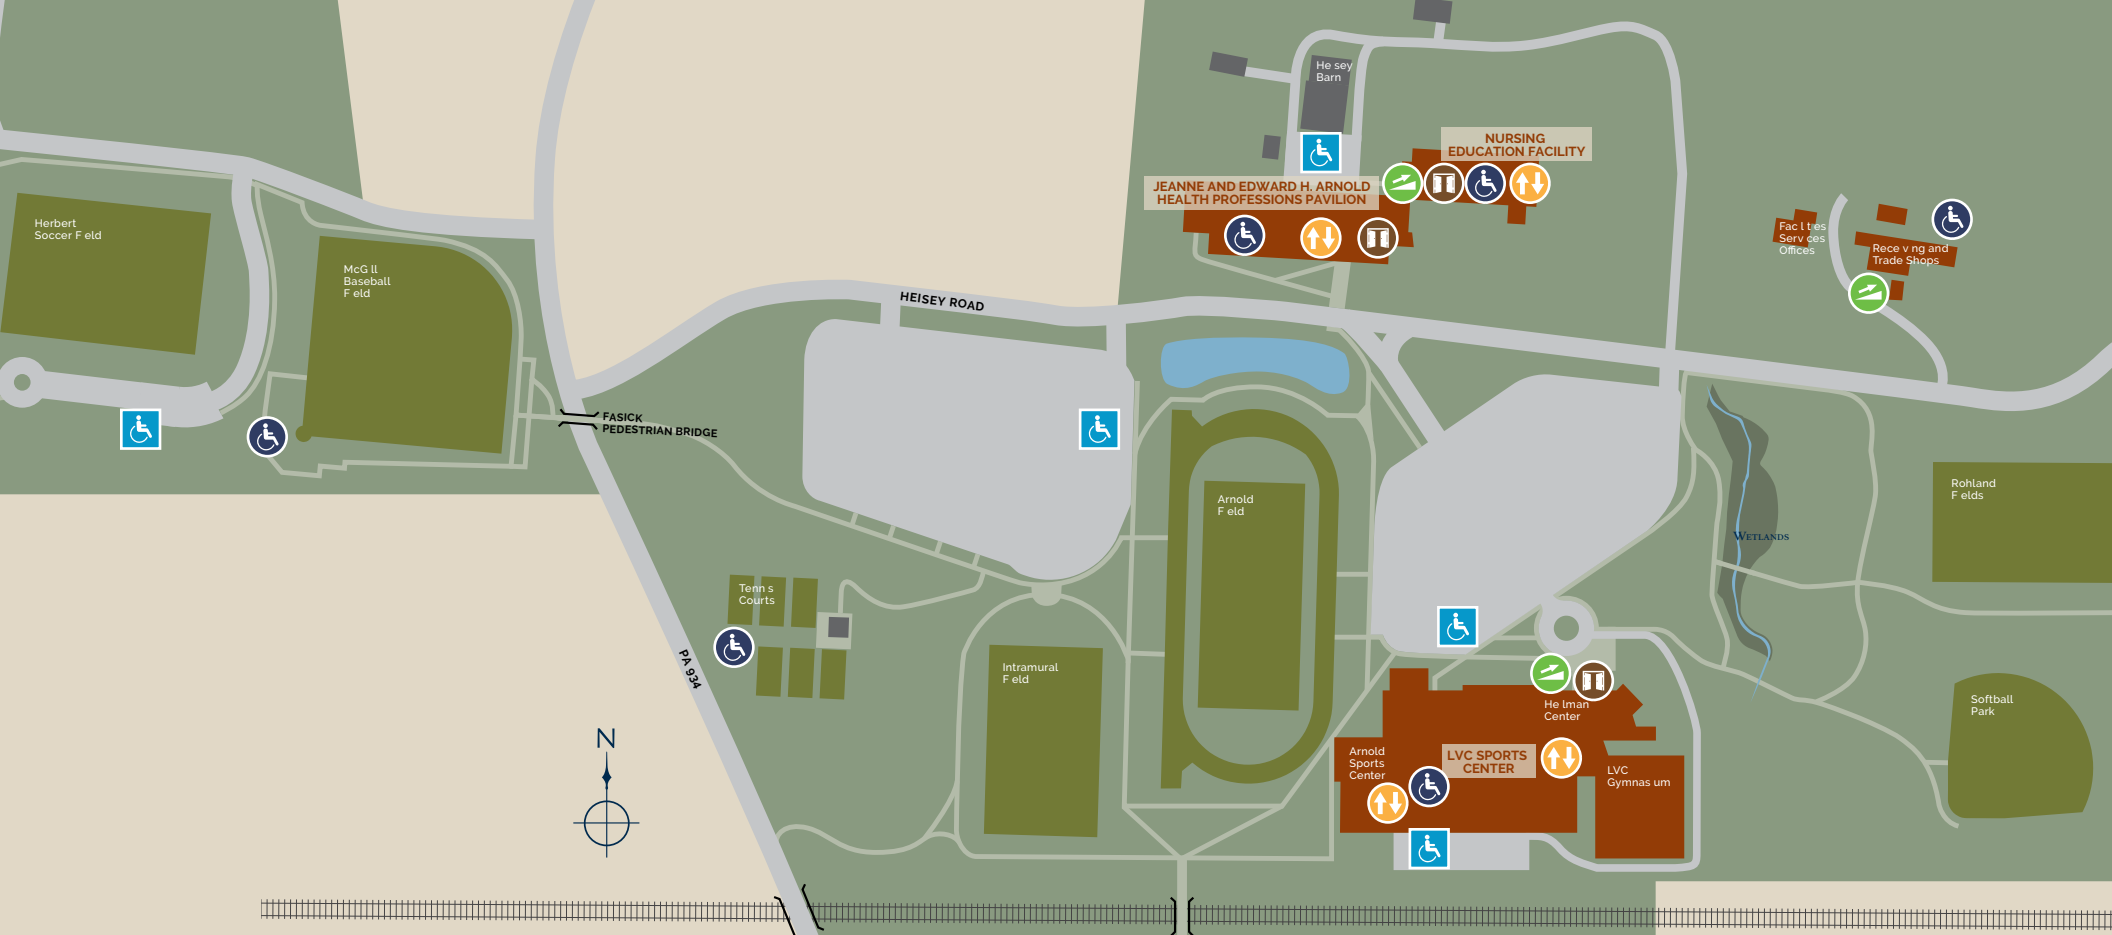 He sey
Barn
NURSING
EDUCATION FACILITY
JEANNE AND EDWARD H. ARNOLD
HEALTH PROFESSIONS PAVILION
Herbert
Soccer F eld
McG ll
Baseball
F eld
Fac l t es
Serv ces
Offices
Rece v ng and
Trade Shops
HEISEY ROAD
FASICK
PEDESTRIAN BRIDGE
Arnold
F eld
Rohland
F elds
WETLANDS
Tenn s
Courts
PA 934
Intramural
F eld
He lman
Center
Softball
Park
N
Arnold
Sports
Center
LVC SPORTS
CENTER
LVC
Gymnas um